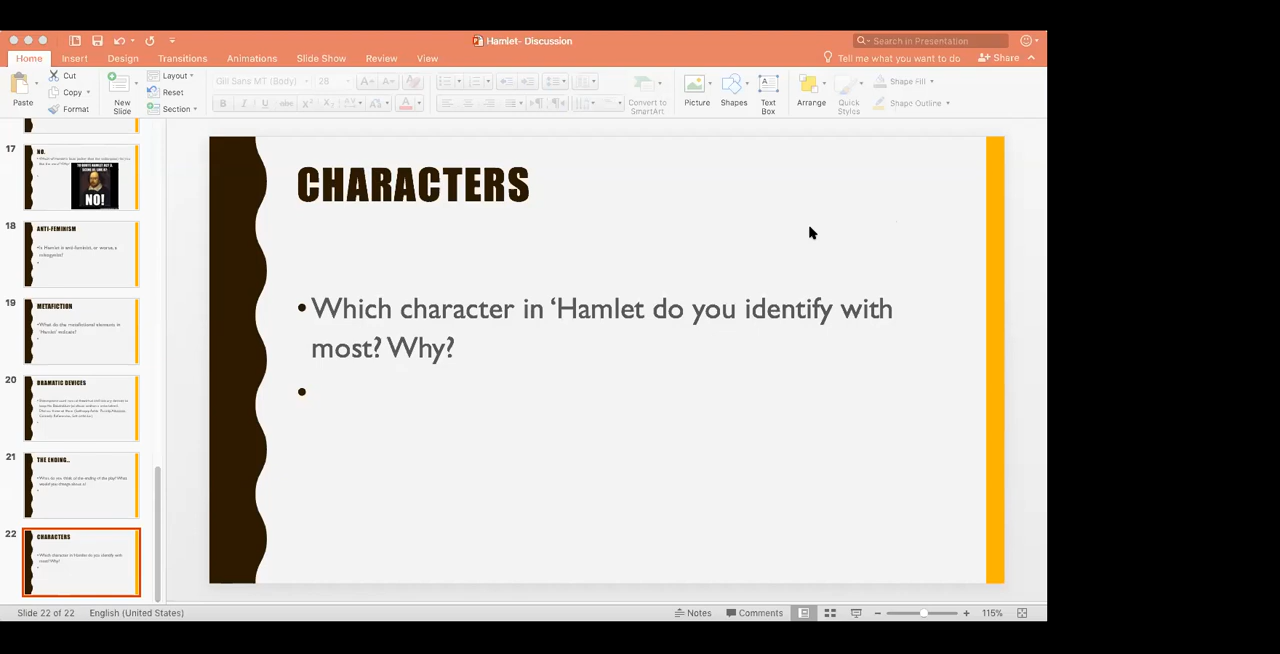 Hamlet- Discussion
Search in Presentation
Home Insert Design Transitions Animations Slide Show Review View
Tell me what you want to do
Share
Paste
Cut
Copy
Format
New
Slide
Layout
Reset
Section
Gill Sans MT (Body) 28
Convert to
SmartArt
Picture
Shapes
Text
Box
Arrange
Quick
Styles
Shape Fill
Shape Outline
17
NO.
NO!
18
ANTI-FEMINISM
19
METAFICTION
20
DRAMATIC DEVICES
21
THE ENDING..
22
CHARACTERS
CHARACTERS
• Which character in ‘Hamlet do you identify with
most? Why?
•
Slide 22 of 22 English (United States)
Notes Comments 115%